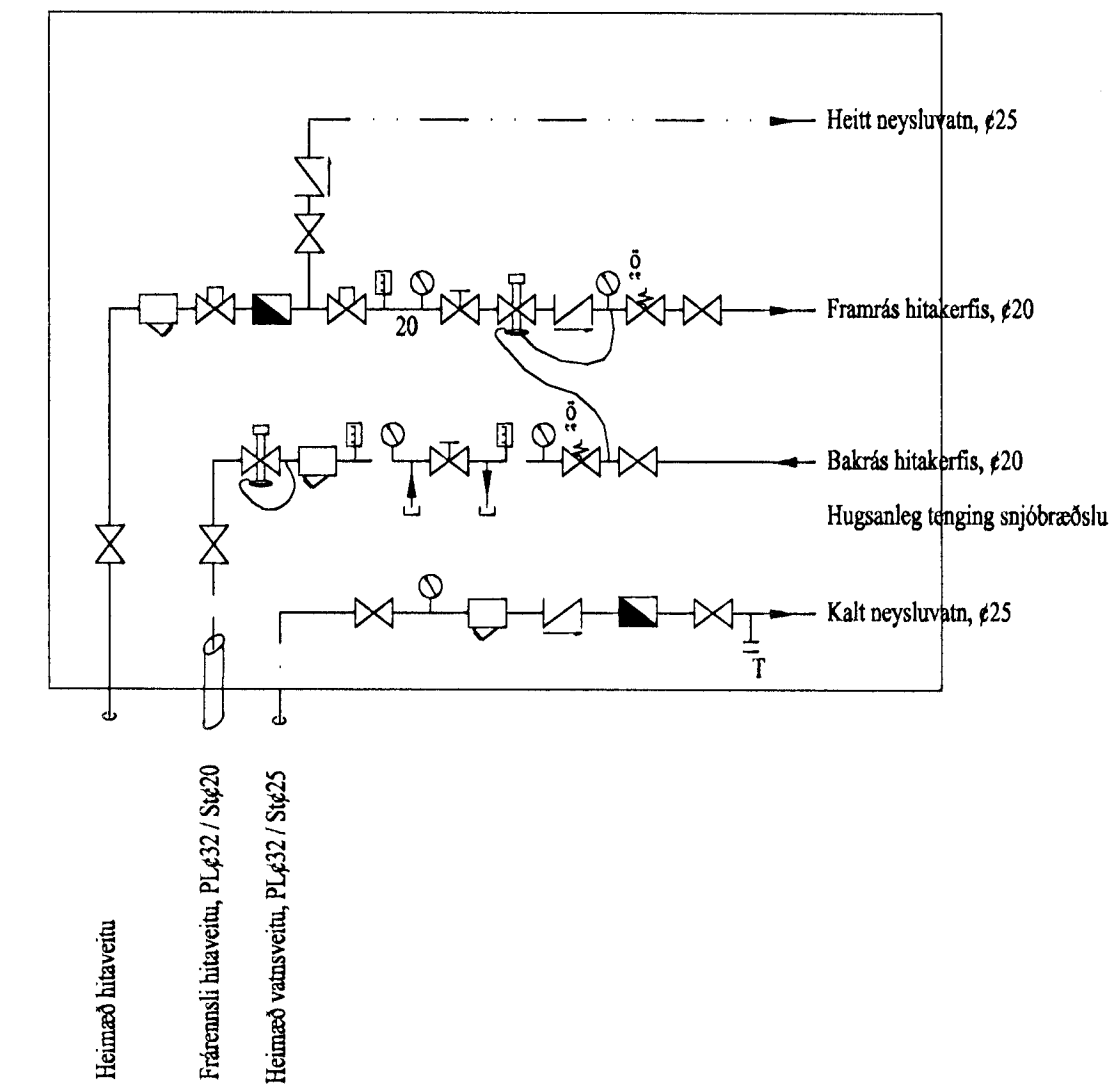 Heitt neysluvatn, ¢25
Ö
20
Framrás hitakerfis, ¢20
Ö
Bakrás hitakerfis, ¢20
Hugsanleg tenging snjóbræðslu
Kalt neysluvatn, ¢25
T
Heimæð hitaveitu
Frárennsli hitaveitu, PL¢32 / St¢20
Heimæð vatnsveitu, PL¢32 / St¢25